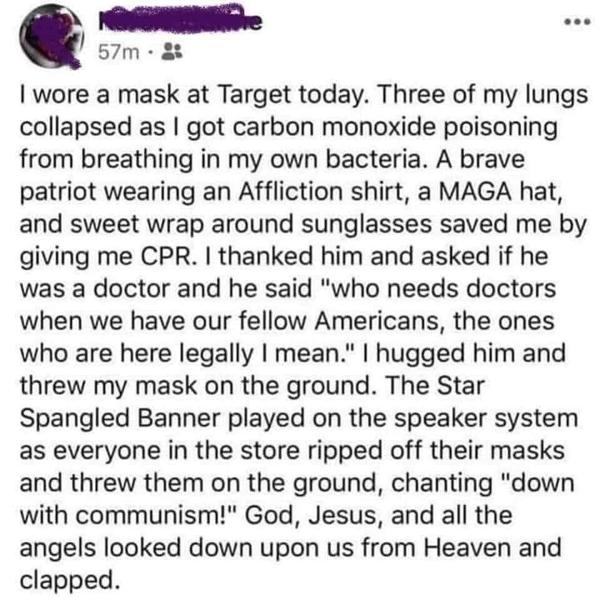 57m ·
I wore a mask at Target today. Three of my lungs
collapsed as I got carbon monoxide poisoning
from breathing in my own bacteria. A brave
patriot wearing an Affliction shirt, a MAGA hat,
and sweet wrap around sunglasses saved me by
giving me CPR. I thanked him and asked if he
was a doctor and he said "who needs doctors
when we have our fellow Americans, the ones
who are here legally I mean." I hugged him and
threw my mask on the ground. The Star
Spangled Banner played on the speaker system
as everyone in the store ripped off their masks
and threw them on the ground, chanting "down
with communism!" God, Jesus, and all the
angels looked down upon us from Heaven and
clapped.